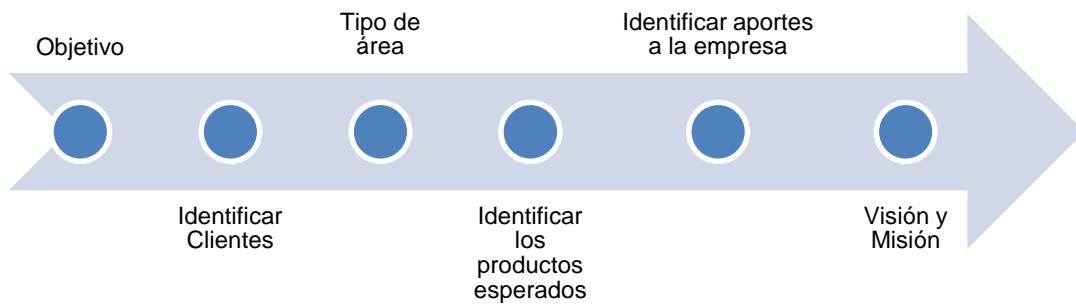 Objetivo
Identificar
Clientes
Tipo de
área
Identificar
los
productos
esperados
Identificar aportes
a la empresa
Visión y
Misión